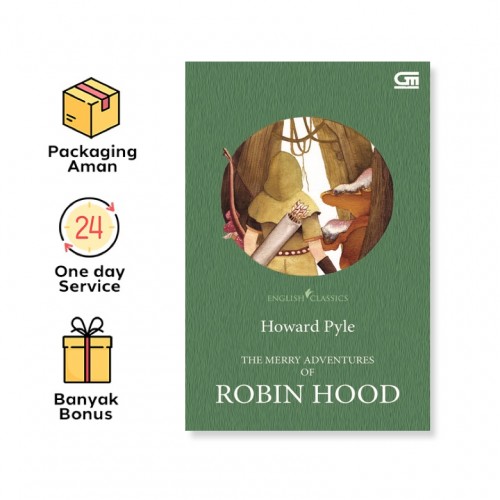 Packaging
Aman
24
One day
Service
Banyak
Bonus
GM
ENGLISH CLASSICS
Howard Pyle
THE MERRY ADVENTURES
OF
ROBIN HOOD